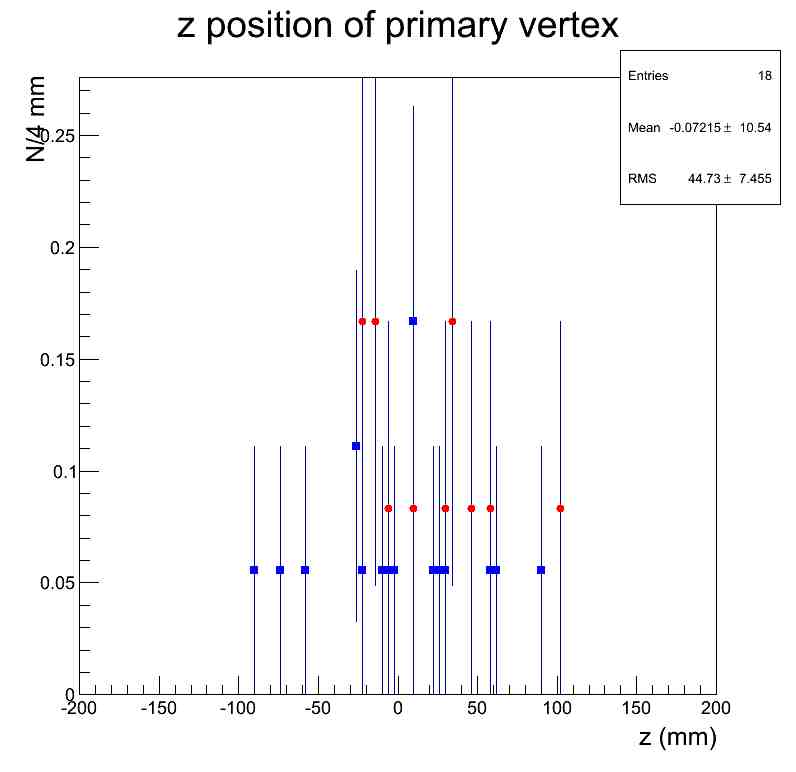 z position of primary vertex
Entries 18
Mean -0.07215 ± 10.54
RMS 44.73 ± 7.455
N/4 mm
0.25
0.2
0.15
0.1
0.05
0
-200 -150 -100 -50 0 50 100 150 200
z (mm)